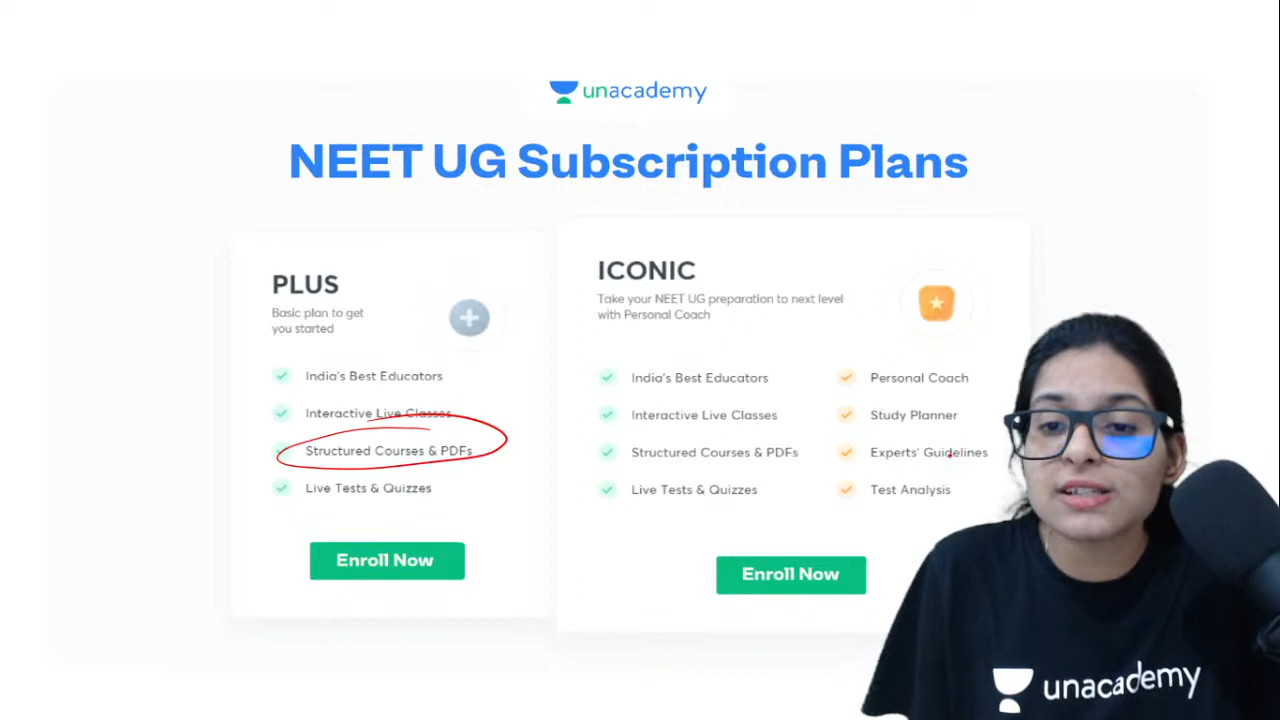 unacademy
NEET UG Subscription Plans
PLUS
Basic plan to get
you started
India's Best Educators
Interactive Live Classes
Structured Courses & PDFs
Live Tests & Quizzes
Enroll Now
ICONIC
Take your NEET UG preparation to next level
with Personal Coach
India's Best Educators
Interactive Live Classes
Structured Courses & PDFs
Live Tests & Quizzes
Personal Coach
Study Planner
Experts' Guidelines
Test Analysis
Enroll Now
unacademy